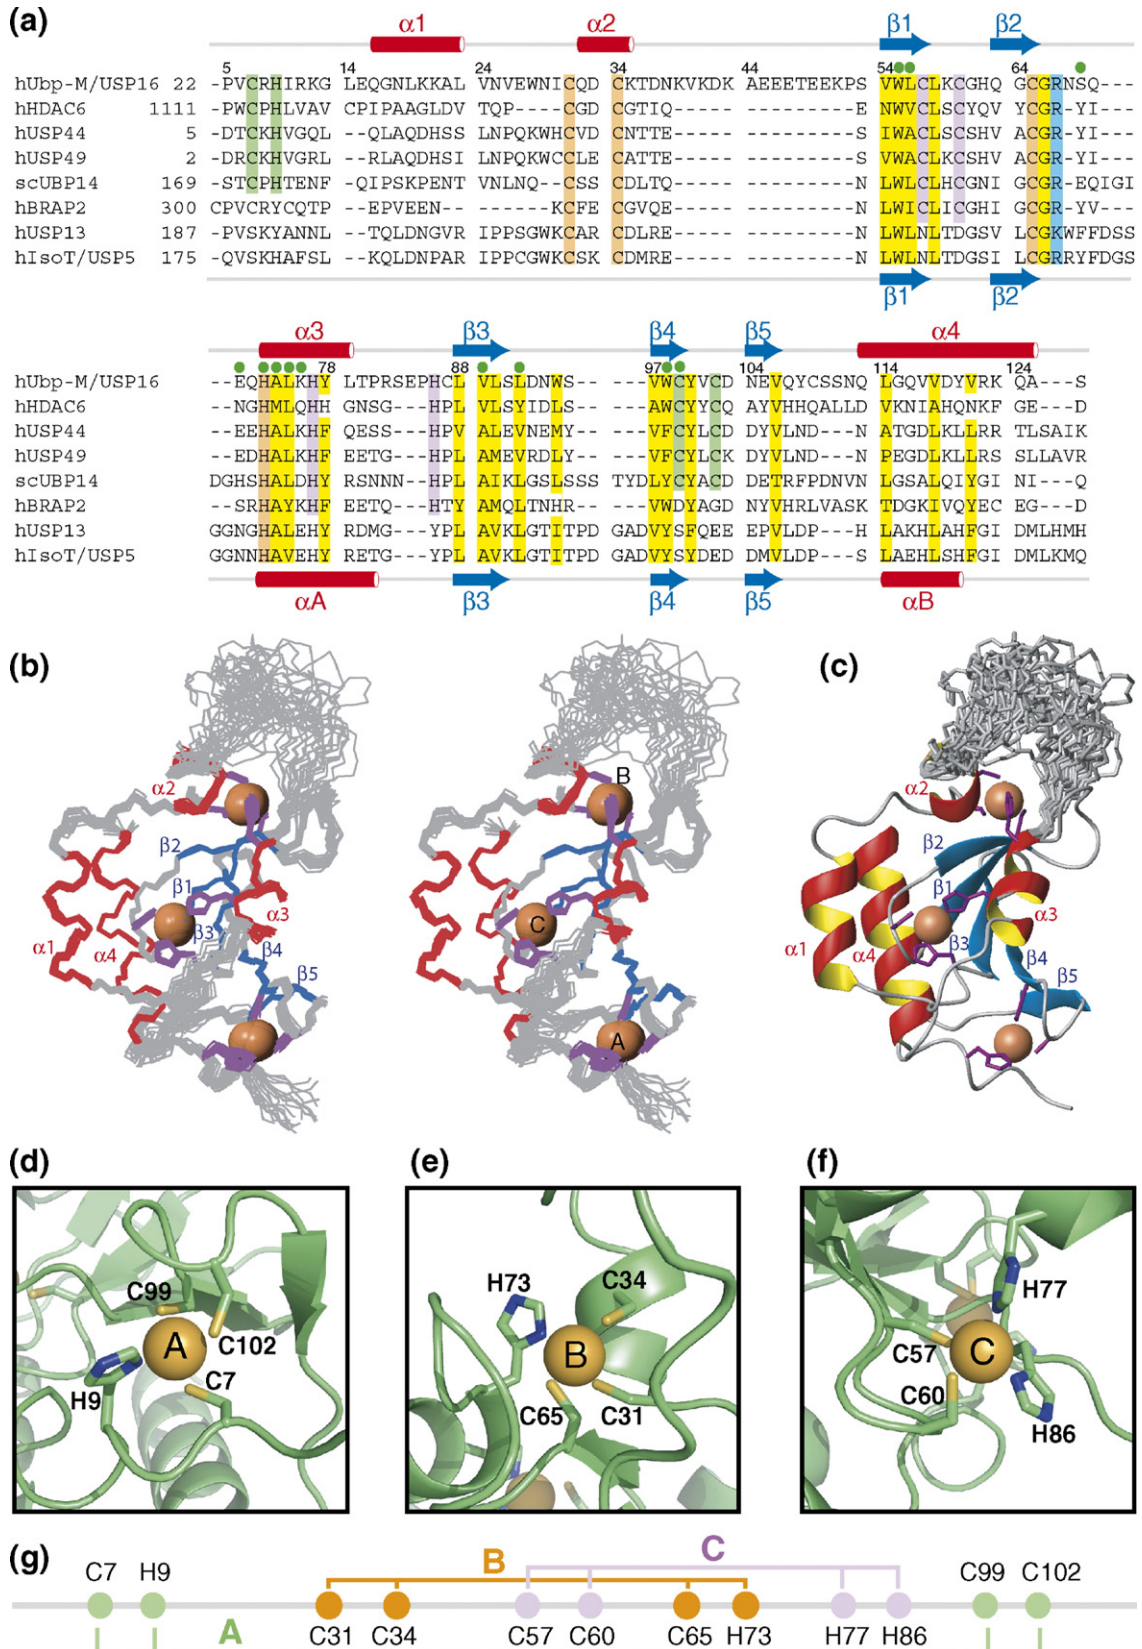 (a)
α1 α2 β1 β2
5 14 24 34 44 54 64
hUbp-M/USP16 22 -PVCRHIRKG LEQGNLKKAL VNVEWNICQD CKTDNKVKDK AEEETEEKPS VWLCLKCGHQ GCGRNSQ--
hHDAC6 1111 -PWCPHLVAV CPIPAAGLDV TQP----CGD CGTIQ----- ---------E NWVCLSCYQV YCGRYI---
hUSP44 5 -DTCKHVGQL -QLAQDHSSL LNPQKWHCVD CNTTE----- ---------S IWACLSCSHV ACGRYI---
hUSP49 2 -DRCKHVGRL -RLAQDHSIL LNPQKWCCLE CATTE----- ---------S VWACLKCSHV ACGRYI---
scUBP14 169 -STCPHTENF -QIPSKPENT VNLNQ--CSS CDLTQ----- ---------N LWLCLHCGNI GCGR-EQIGI
hBRAP2 300 CPVCRYCQTP --EPVEEN-- ------KCFE CGVQE----- ---------N LWICLICGHI GCGRYV---
hUSP13 187 -PVSKYANNL --TQLDNGVR IPPSGWKCAR CDLRE----- ---------N LWLNLTDGSV LCGKWFFDSS
hIsoT/USP5 175 -QVSKHAFSL -KQLDNPAR IPPCGWKCSK CDMRE----- ---------N LWLNLTDGSI LCGRRYFDGS
β1 β2
α3 β3 β4 β5 α4
78 88 97 104 114 124
hUbp-M/USP16 --EQHALKHY LTPRSEPHCL VLSLDNWS-- ----VWCYVCD NEVQYCSSNQ LGQVVDYVRK QA---S
hHDAC6 --NGHMLQHH GNSG---HPL VLSYIDLS-- ----AWCYYCQ AYVHHQALLD VKNIAHQNKF GE---D
hUSP44 --EEHALKHF QESS---HPV ALEVNEMY-- ----VFCYLCD DYVLND---N ATGDLKLLRR TLSAIK
hUSP49 --EDHALKHF EETG---HPL AMEVRDLY-- ----VFCYLCK DYVLND---N PEGDLKLLRS SLLAVR
scUBP14 DGHSHALDHY RSNNN--HPL AIKLGSLSSS TYDLYCYACD DETRFPDNVN LGSALQIYGI NI---Q
hBRAP2 --SRHAYKHF EETQ---HTY AMQLTNHR-- ----VWDYAGD NYVHRLVASK TDGKIVQYEC EG---D
hUSP13 GGNGHALEHY RDMG---YPL AVKLGTITPD GADVYSFQEE EPVLDP---H LAKHLAHFGI DMLHMH
hIsoT/USP5 GGNNHAVEHY RETG---YPL AVKLGTITPD GADVYSYDED DMVLDP---S LAEHLSHFGI DMLKMQ
αA β3 β4 β5 αB
(b) (c)
α2 β2 β1 β3 α3 α1 α4 β4 β5
B C A
α2 β2 β1 β3 α3 α1 α4 β4 β5
(d) (e) (f)
C99 A C102 H9 C7
H73 C34 B C65 C31
H77 C57 C C60 H86
(g)
C7 H9 B C C99 C102
A C31 C34 C57 C60 C65 H73 H77 H86